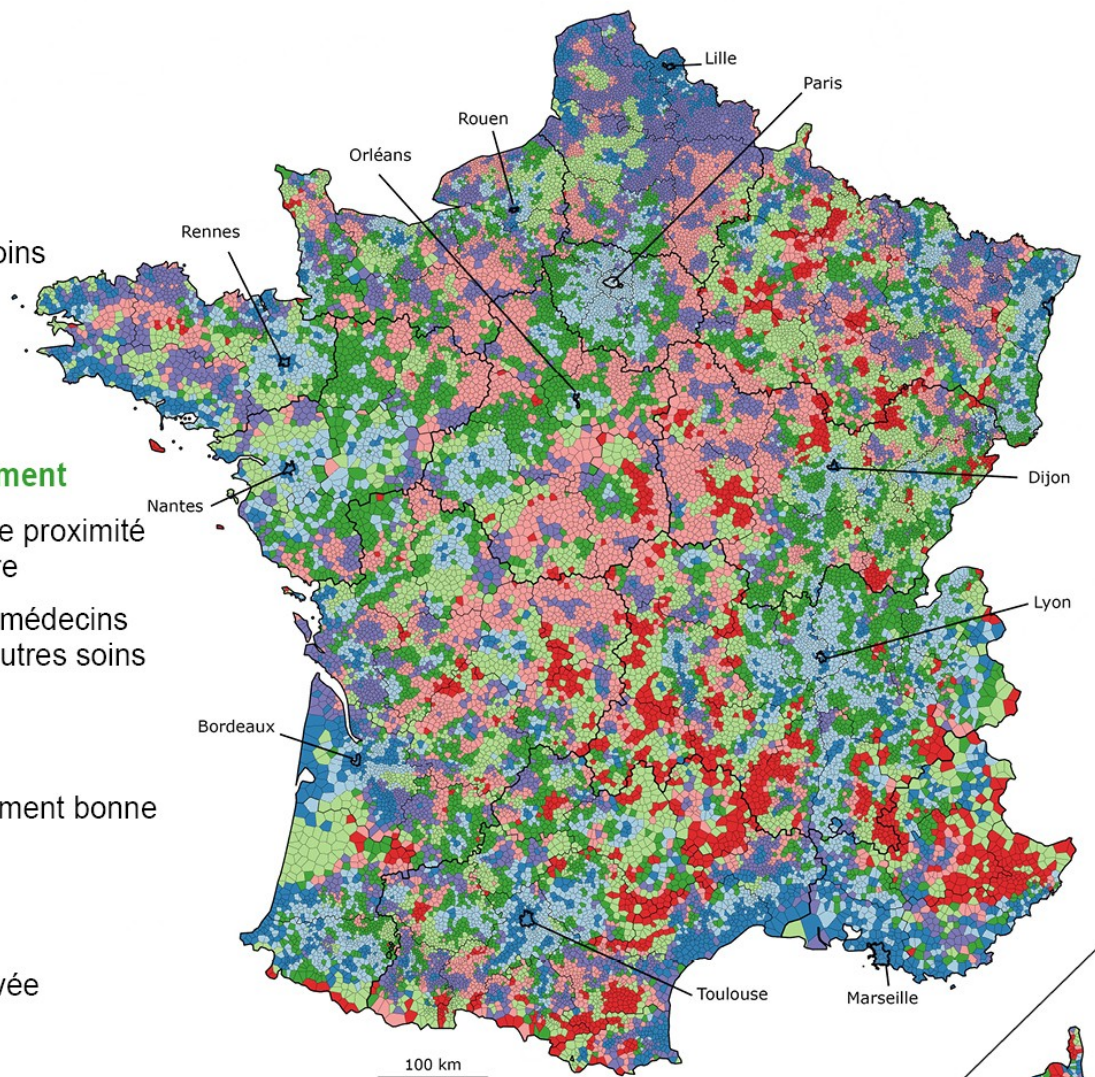 Lille
Paris
Rouen
Orléans
Rennes
ment
e proximité
re
médecins
utres soins
Nantes
Dijon
Lyon
Bordeaux
ment bonne
vée
Toulouse
Marseille
100 km